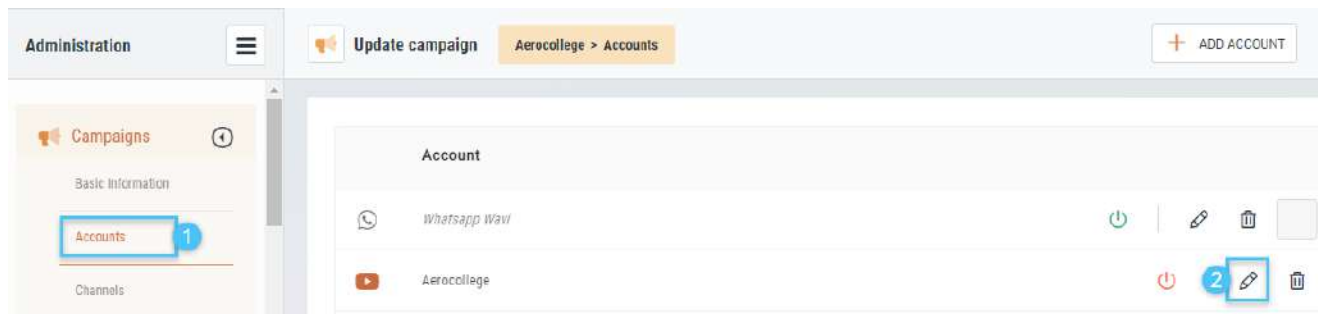 Administration
Update campaign
Aerocollege > Accounts
+ ADD ACCOUNT
Campaigns
Basic Information
Accounts
1
Channels
Account
Whatsapp Wavi
Aerocollege
2